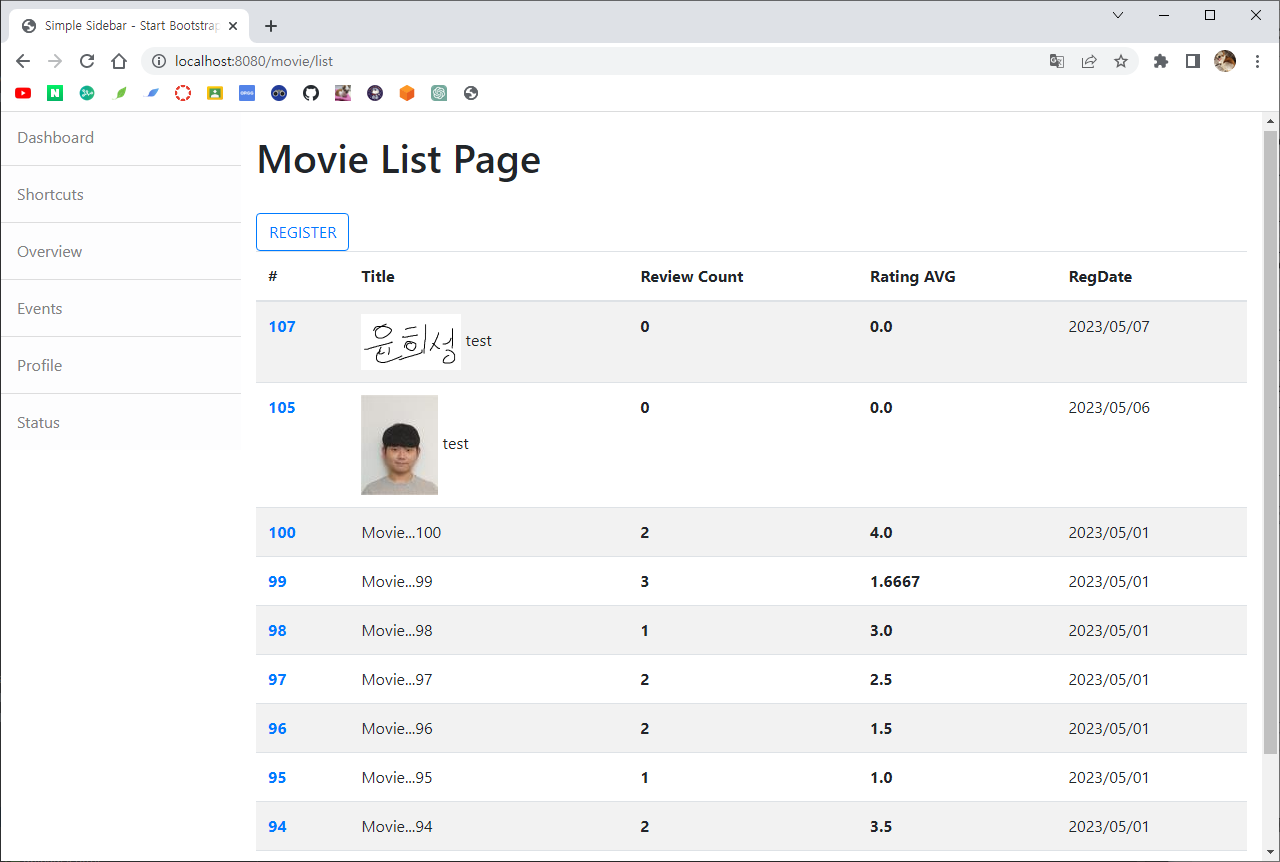 Simple Sidebar - Start Bootstrap
localhost:8080/movie/list
Dashboard
Shortcuts
Overview
Events
Profile
Status
Movie List Page
REGISTER
# Title Review Count Rating AVG RegDate
107 윤희성 test 0 0.0 2023/05/07
105 test 0 0.0 2023/05/06
100 Movie...100 2 4.0 2023/05/01
99 Movie...99 3 1.6667 2023/05/01
98 Movie...98 1 3.0 2023/05/01
97 Movie...97 2 2.5 2023/05/01
96 Movie...96 2 1.5 2023/05/01
95 Movie...95 1 1.0 2023/05/01
94 Movie...94 2 3.5 2023/05/01